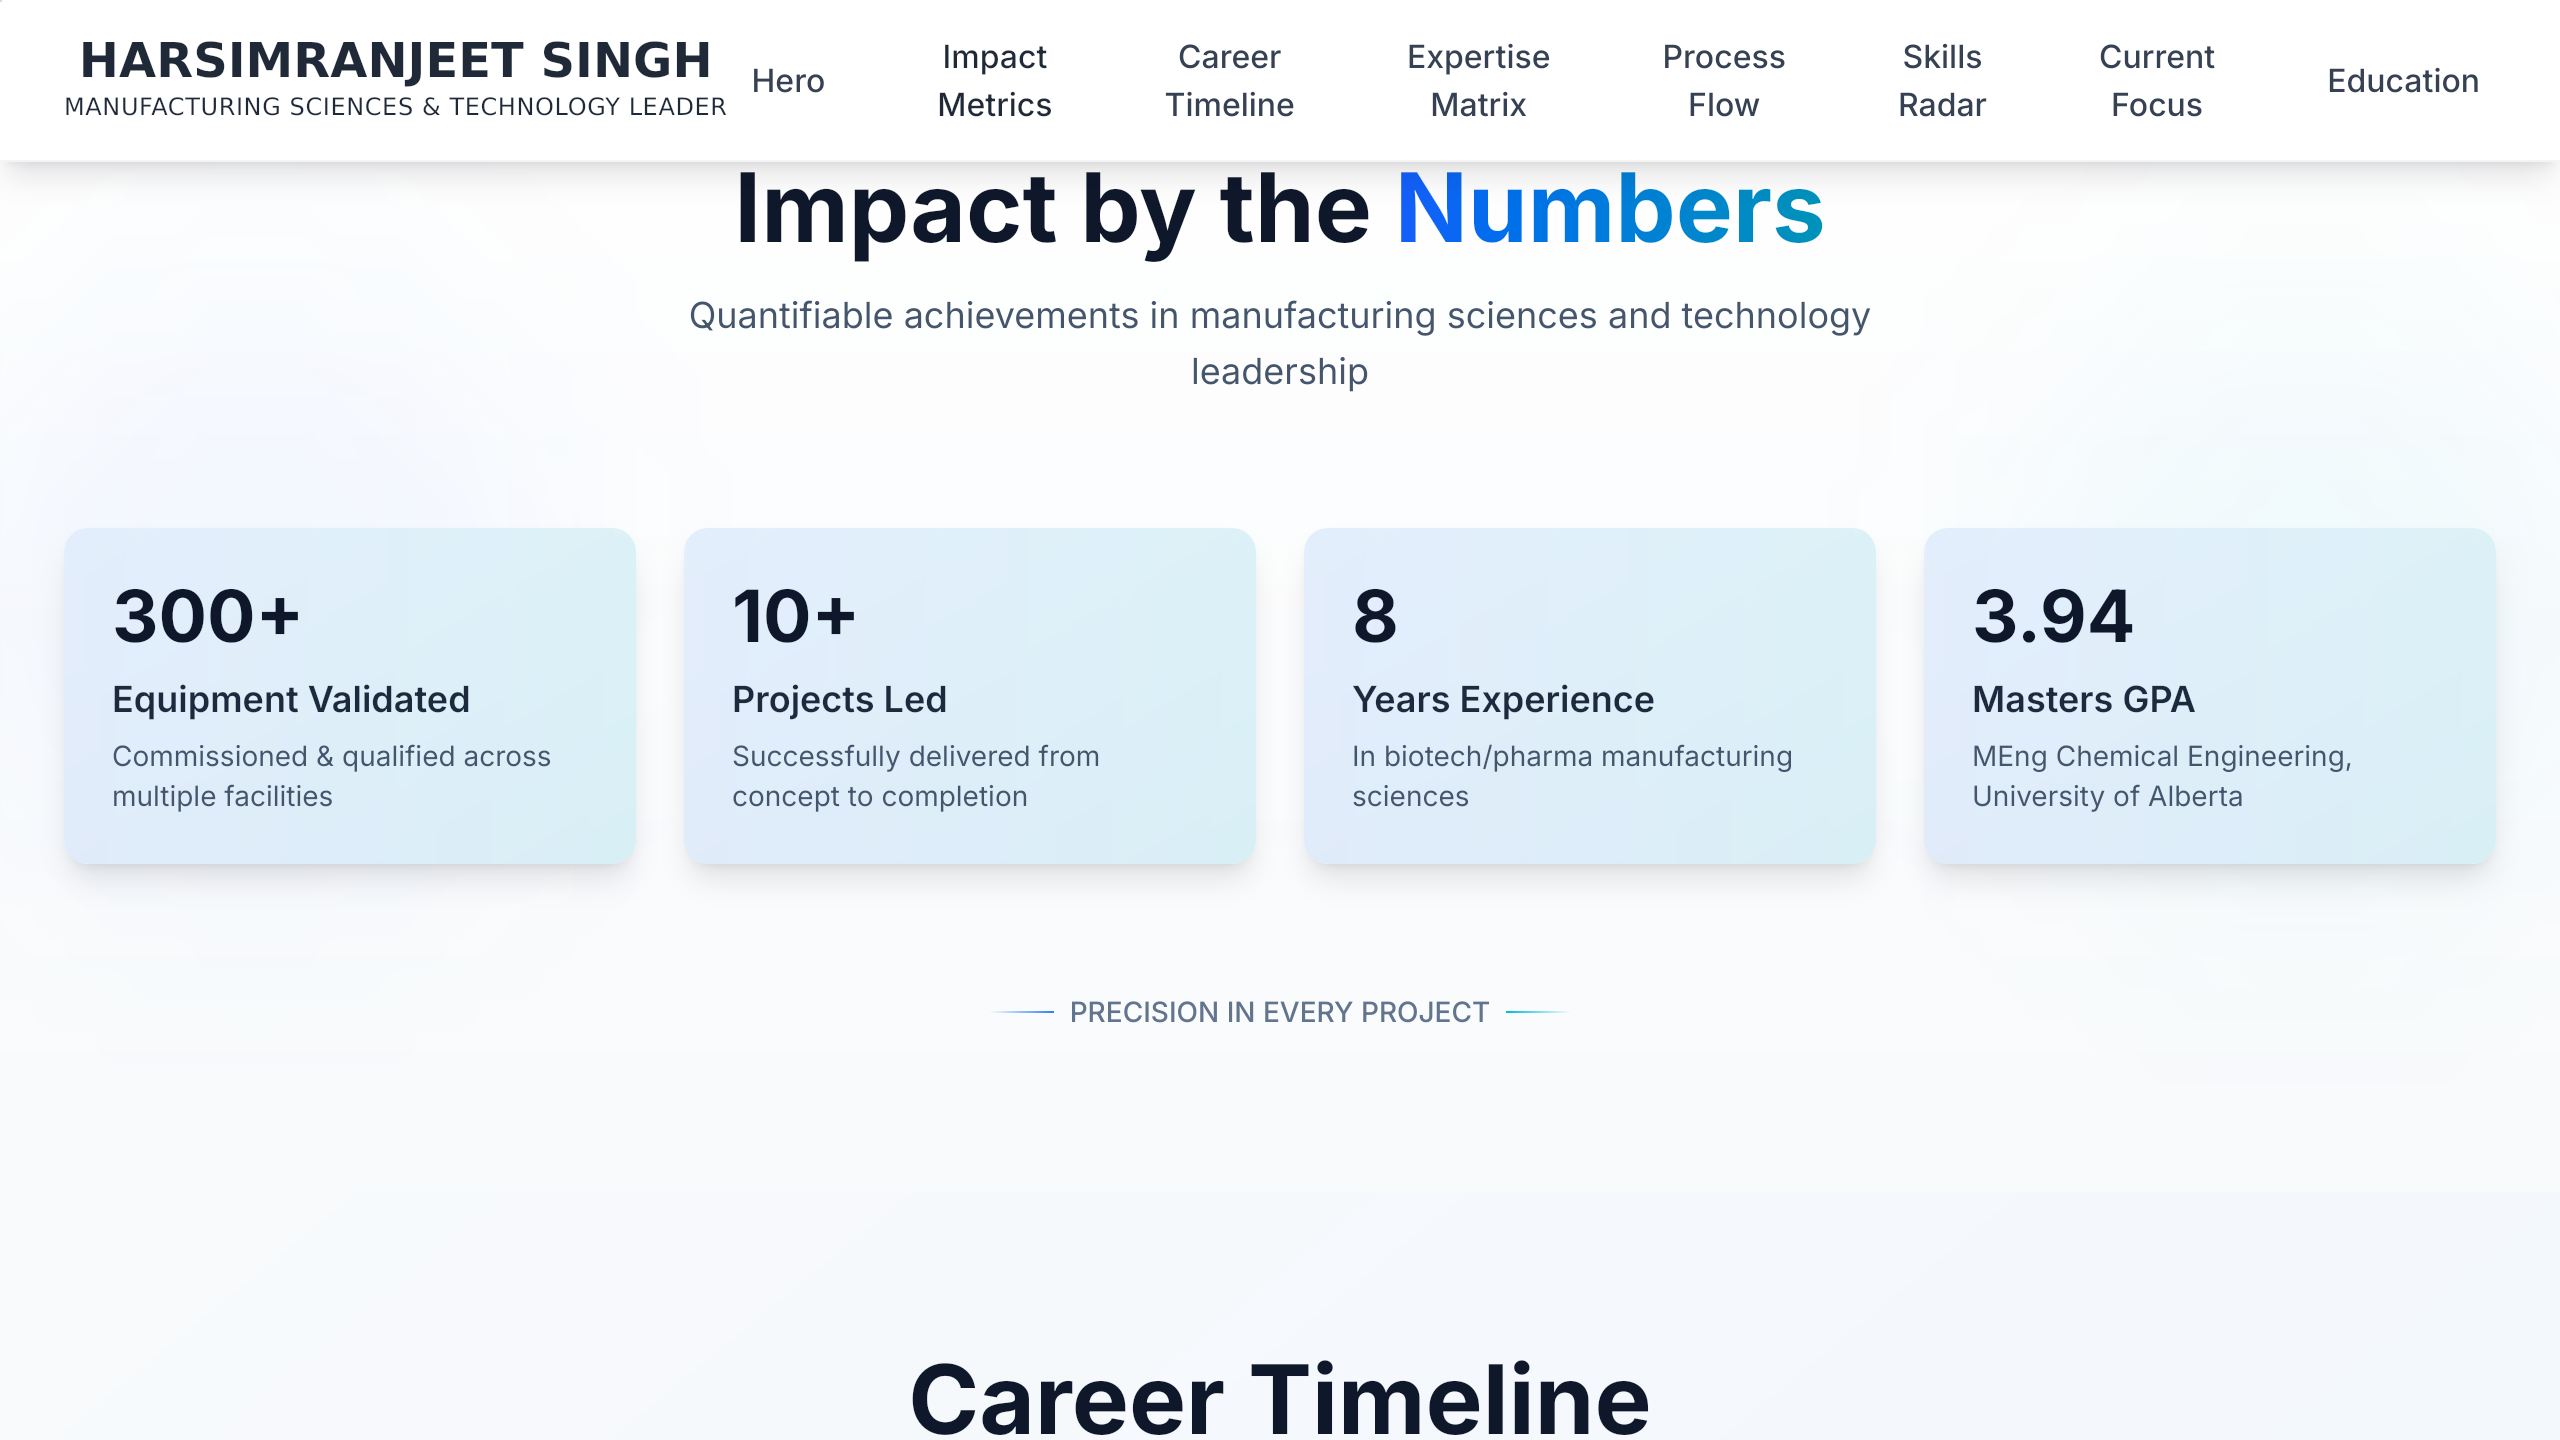 HARSIMRANJEET SINGH
MANUFACTURING SCIENCES & TECHNOLOGY LEADER
Hero
Impact
Metrics
Career
Timeline
Expertise
Matrix
Process
Flow
Skills
Radar
Current
Focus
Education
Impact by the Numbers
Quantifiable achievements in manufacturing sciences and technology
leadership
300+
Equipment Validated
Commissioned & qualified across
multiple facilities
10+
Projects Led
Successfully delivered from
concept to completion
8
Years Experience
In biotech/pharma manufacturing
sciences
3.94
Masters GPA
MEng Chemical Engineering,
University of Alberta
PRECISION IN EVERY PROJECT
Career Timeline